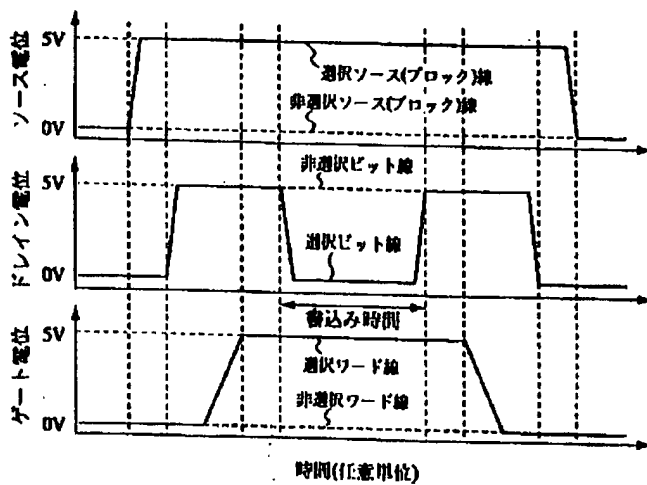 ソース電位
5V
0V
選択ソース(ブロック)線
非選択ソース(ブロック)線
ドレイン電位
5V
0V
非選択ビット線
選択ビット線
書込み時間
ゲート電位
5V
0V
選択ワード線
非選択ワード線
時間(任意単位)